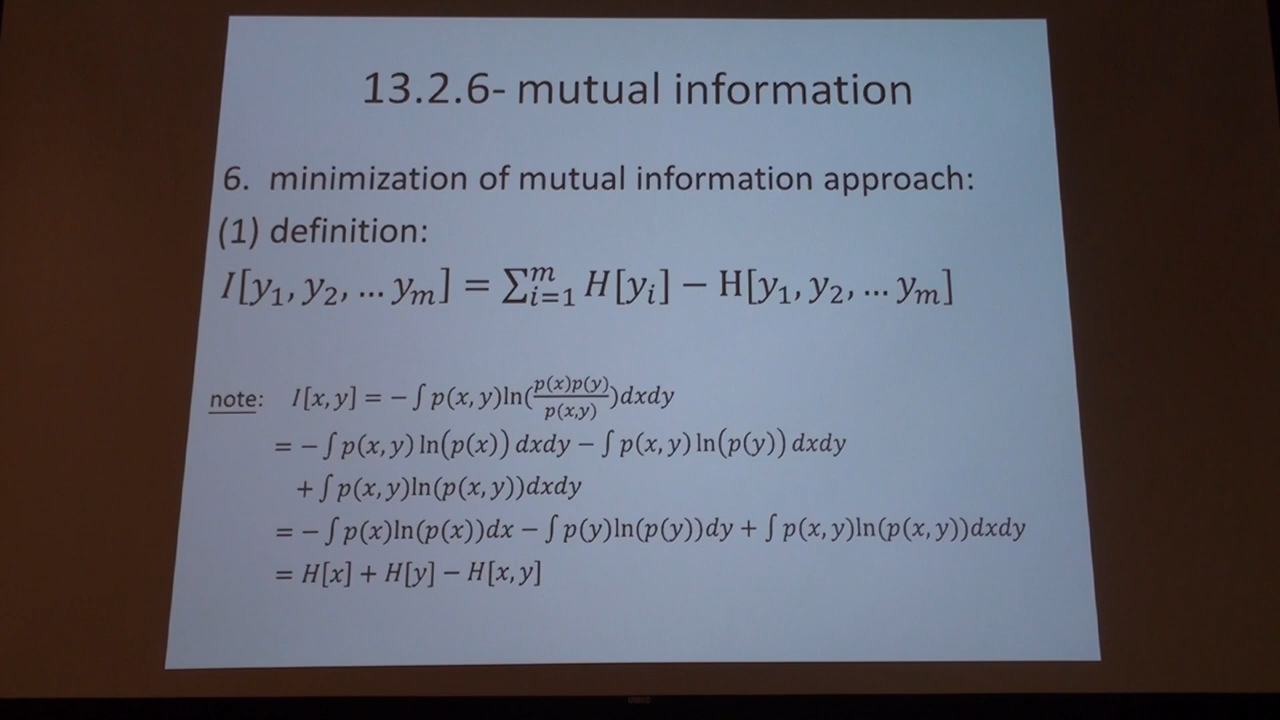 13.2.6- mutual information
6. minimization of mutual information approach:
(1) definition:
I[y₁, y₂, … yₘ] = ∑ᵢ₌₁ᵐ H[yᵢ] − H[y₁, y₂, … yₘ]
note: I[x, y] = − ∫ p(x, y)ln(p(x)p(y)/p(x,y))dxdy
= − ∫ p(x, y) ln(p(x)) dxdy − ∫ p(x, y) ln(p(y)) dxdy
+ ∫ p(x, y)ln(p(x, y))dxdy
= − ∫ p(x)ln(p(x))dx − ∫ p(y)ln(p(y))dy + ∫ p(x, y)ln(p(x, y))dxdy
= H[x] + H[y] − H[x, y]